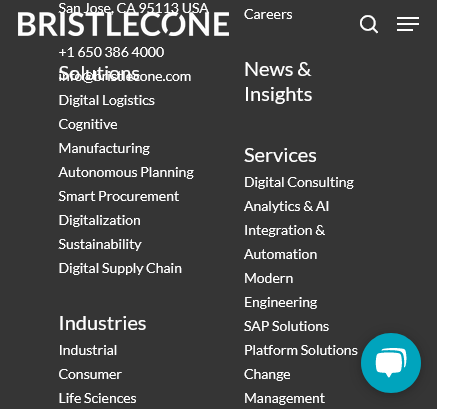 San Jose, CA 95113 USA
BRISTLECONE
+1 650 386 4000
Solutions
info@bristlecone.com
Digital Logistics
Cognitive
Manufacturing
Autonomous Planning
Smart Procurement
Digitalization
Sustainability
Digital Supply Chain
Industries
Industrial
Consumer
Life Sciences
Careers
News &
Insights
Services
Digital Consulting
Analytics & AI
Integration &
Automation
Modern
Engineering
SAP Solutions
Platform Solutions
Change
Management